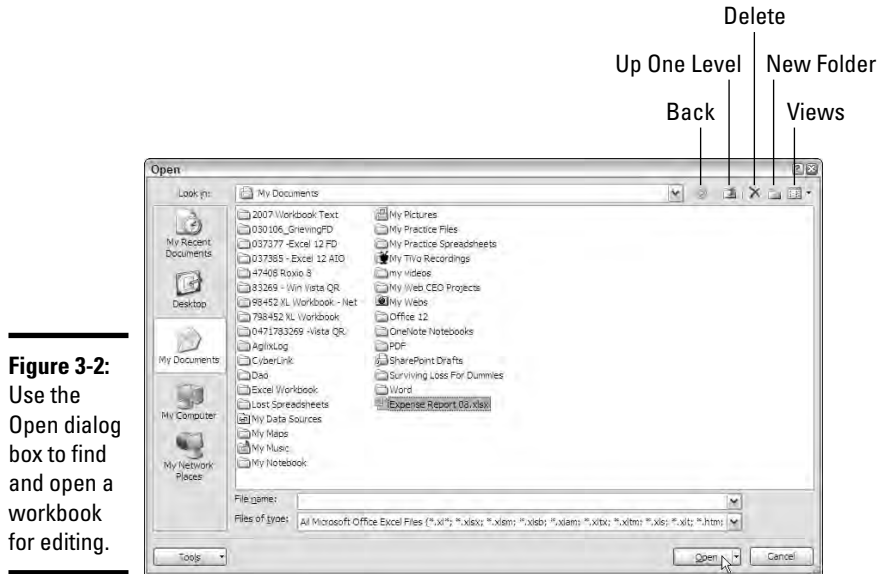 Delete
Up One Level
New Folder
Back
Views
Open
Look in:
My Documents
My Recent
Documents
Desktop
My Documents
My Computer
My Network
Places
2007 Workbook Text
030106_GrievingFD
037377 -Excel 12 FD
037385 - Excel 12 AIO
47408 Roxio 8
83269 - Win Vista QR
98452 XL Workbook - Net
798452 XL Workbook
0471783269 -Vista QR
AgilixLog
CyberLink
Dad
Excel Workbook
Lost Spreadsheets
My Data Sources
My Maps
My Music
My Notebook
My Pictures
My Practice Files
My Practice Spreadsheets
My TiVo Recordings
my videos
My Web CEO Projects
My Webs
Office 12
OneNote Notebooks
PDF
SharePoint Drafts
Surviving Loss For Dummies
Word
Expense Report 08.xlsx
File name:
Files of type:
All Microsoft Office Excel Files (*.xl*; *.xlsx; *.xlsm; *.xlsb; *.xlam; *.xltx; *.xltm; *.xls; *.xlt; *.htm;
Tools
Open
Cancel
Figure 3-2:
Use the
Open dialog
box to find
and open a
workbook
for editing.